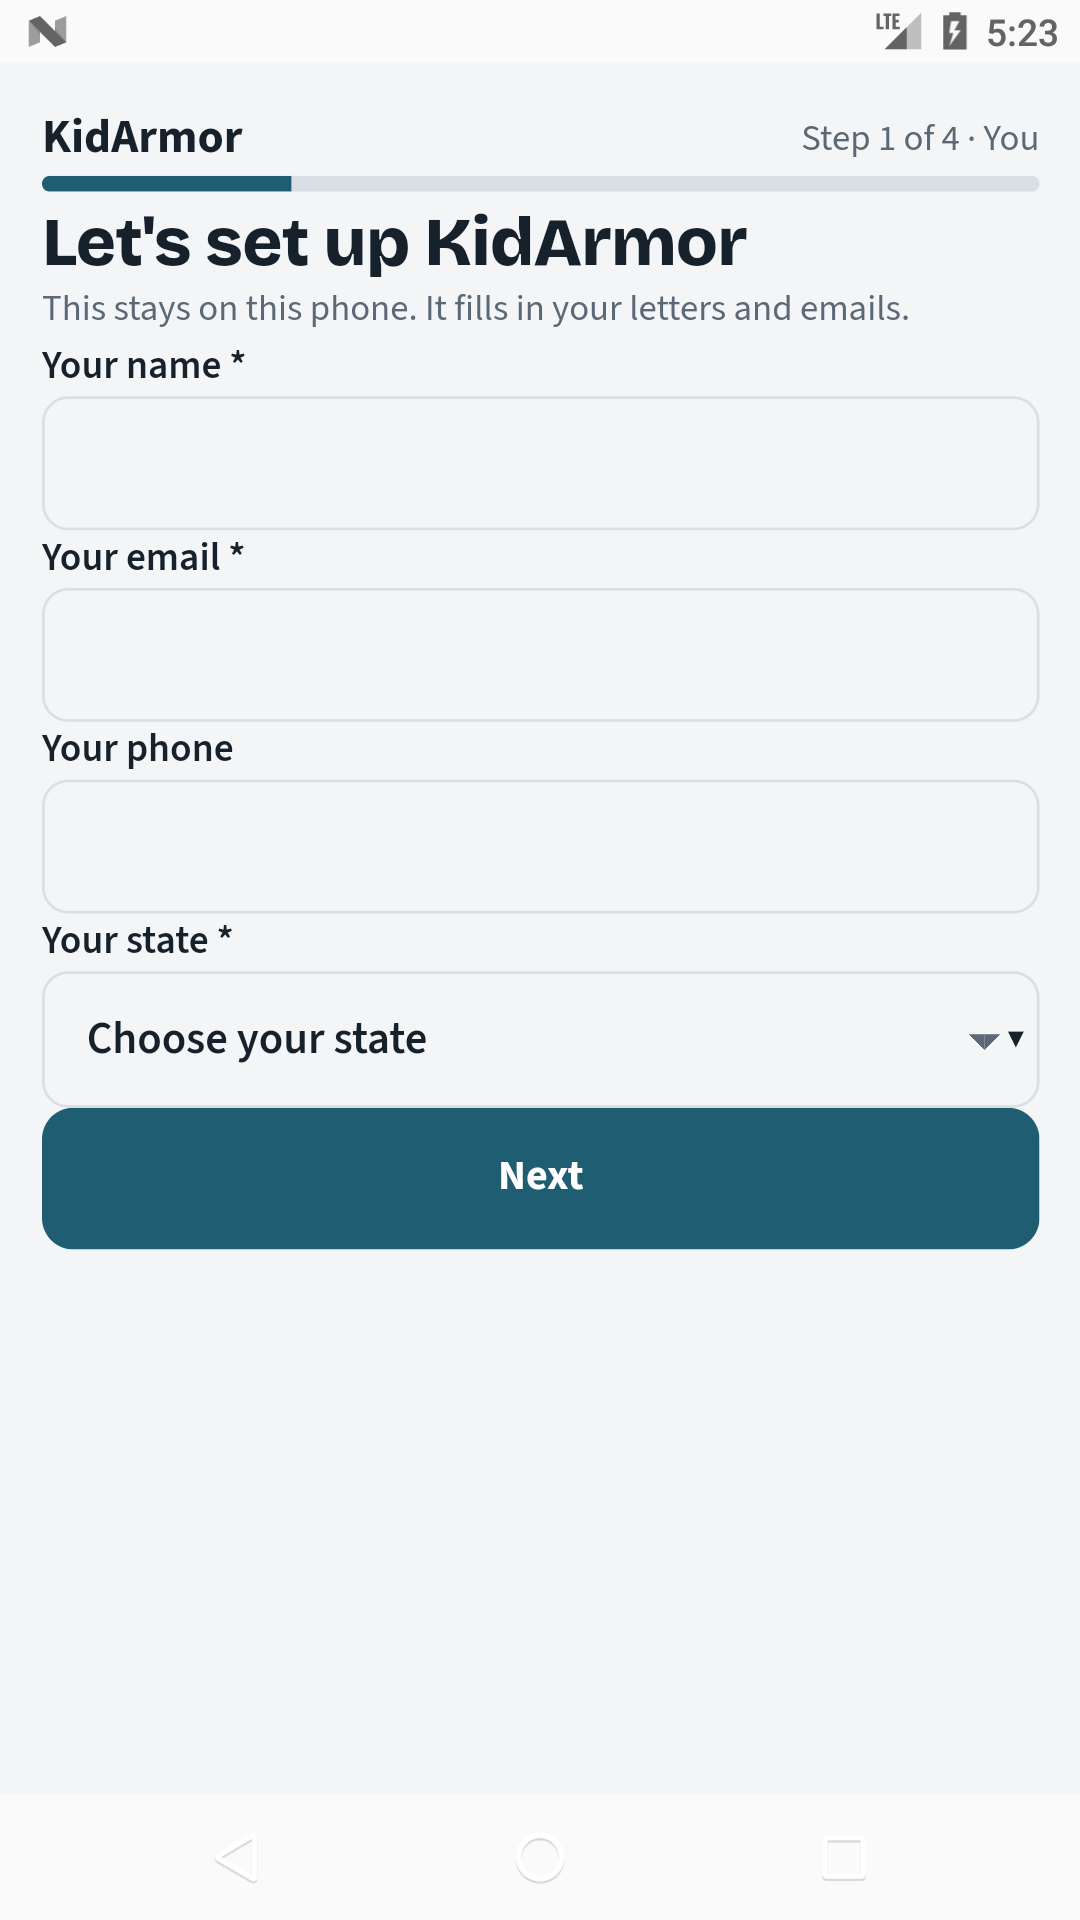 LTE 5:23
KidArmor
Step 1 of 4 · You
Let's set up KidArmor
This stays on this phone. It fills in your letters and emails.
Your name *
Your email *
Your phone
Your state *
Choose your state
Next